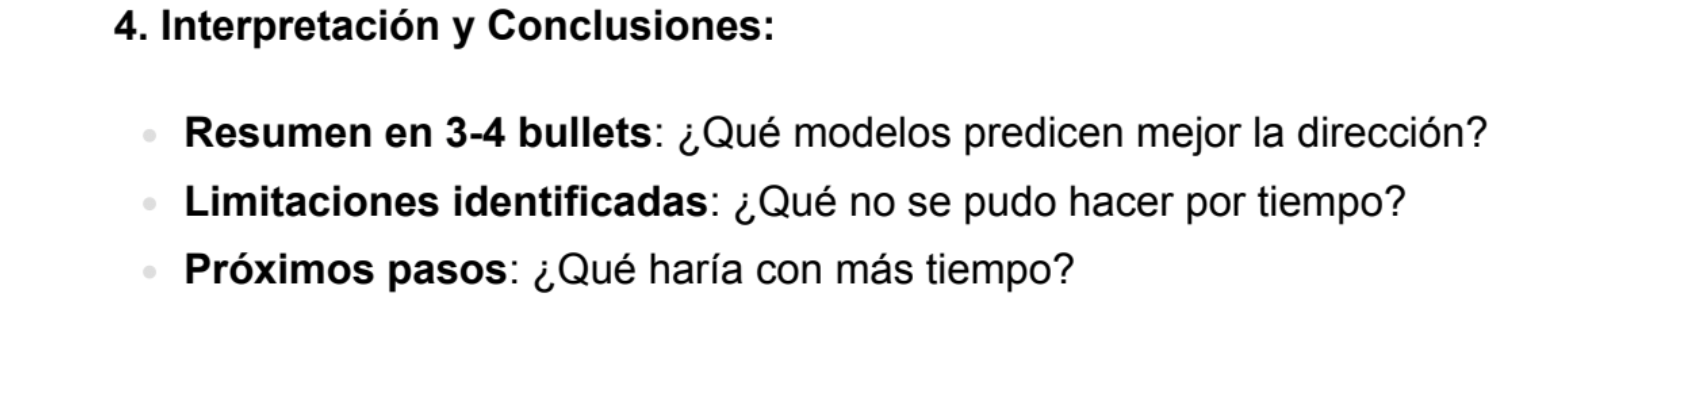 4. Interpretación y Conclusiones:
• Resumen en 3-4 bullets: ¿Qué modelos predicen mejor la dirección?
• Limitaciones identificadas: ¿Qué no se pudo hacer por tiempo?
• Próximos pasos: ¿Qué haría con más tiempo?